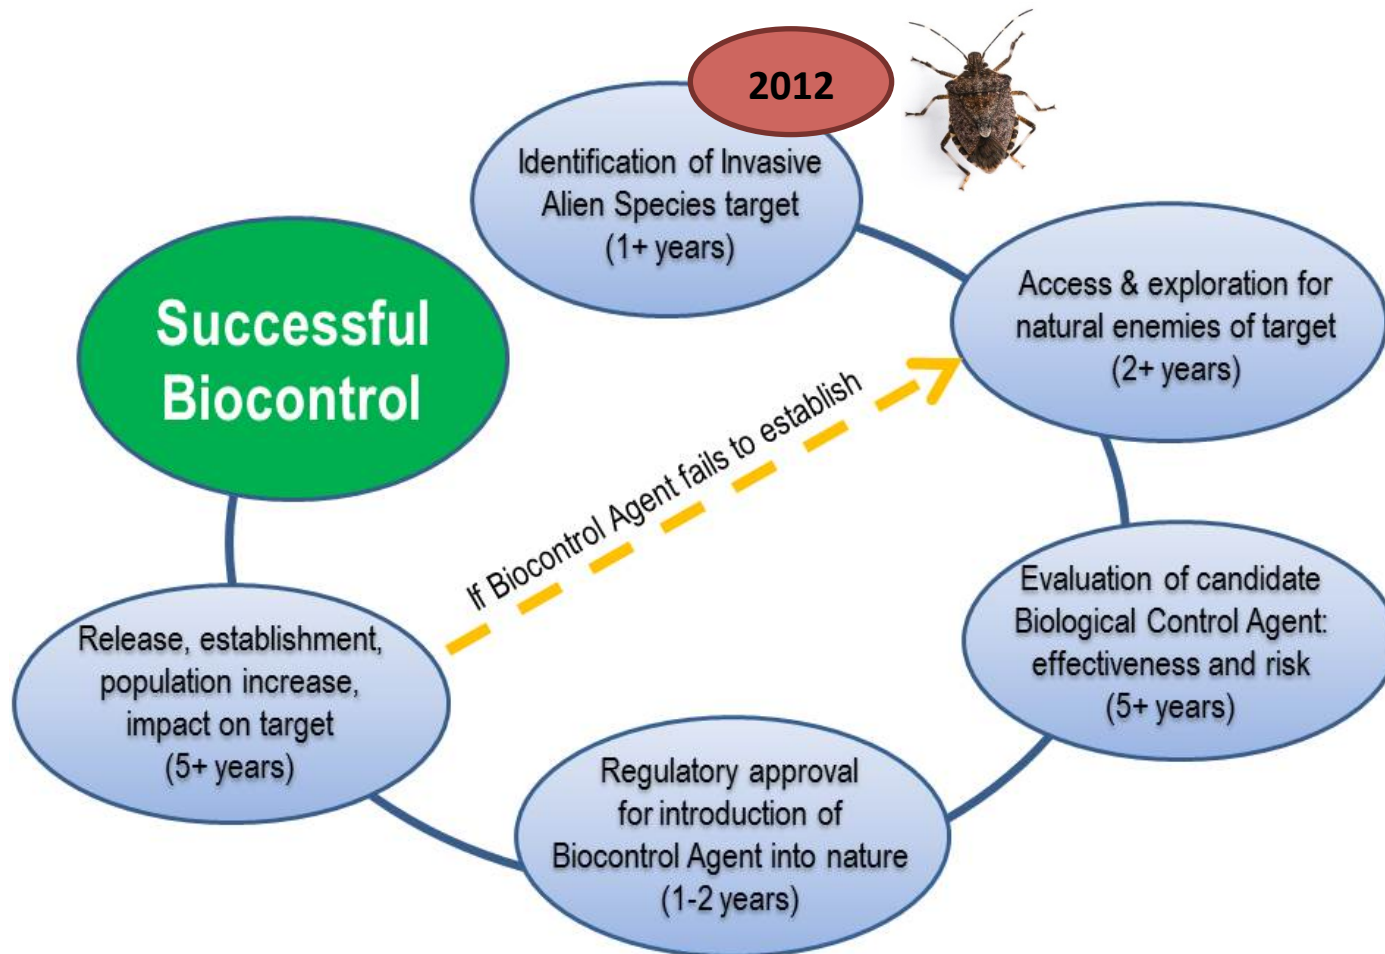 2012
Identification of Invasive
Alien Species target
(1+ years)
Access & exploration for
natural enemies of target
(2+ years)
Evaluation of candidate
Biological Control Agent:
effectiveness and risk
(5+ years)
Regulatory approval
for introduction of
Biocontrol Agent into nature
(1-2 years)
Release, establishment,
population increase,
impact on target
(5+ years)
If Biocontrol Agent fails to establish
Successful
Biocontrol